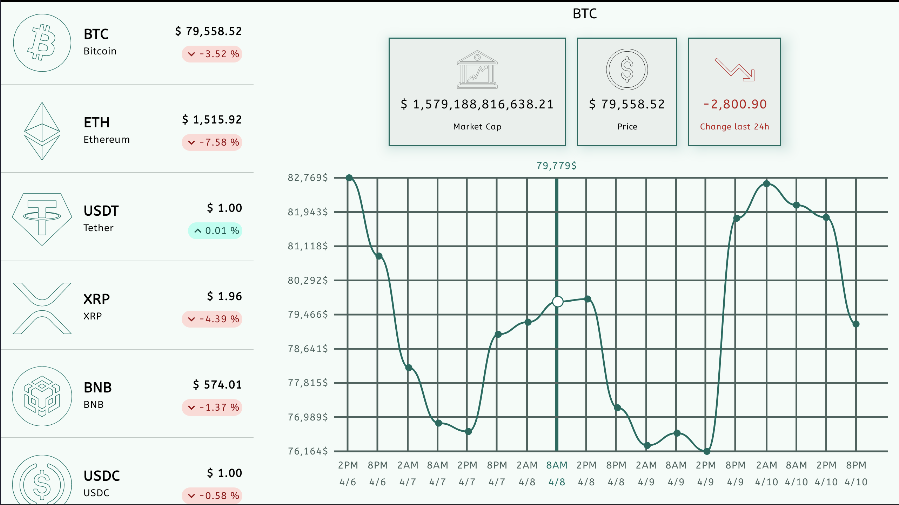 BTC
Bitcoin
$ 79,558.52
-3.52 %
ETH
Ethereum
$ 1,515.92
-7.58 %
USDT
Tether
$ 1.00
0.01 %
XRP
XRP
$ 1.96
-4.39 %
BNB
BNB
$ 574.01
-1.37 %
USDC
USDC
$ 1.00
-0.58 %
BTC
$ 1,579,188,816,638.21
Market Cap
$ 79,558.52
Price
-2,800.90
Change last 24h
79,779$
82,769$
81,943$
81,118$
80,292$
79,466$
78,641$
77,815$
76,989$
76,164$
2PM 8PM 2AM 8AM 2PM 8PM 2AM 8AM 2PM 8PM 2AM 8AM 2PM 8PM 2AM 8AM 2PM 8PM
4/6 4/6 4/7 4/7 4/7 4/7 4/8 4/8 4/8 4/8 4/9 4/9 4/9 4/9 4/10 4/10 4/10 4/10